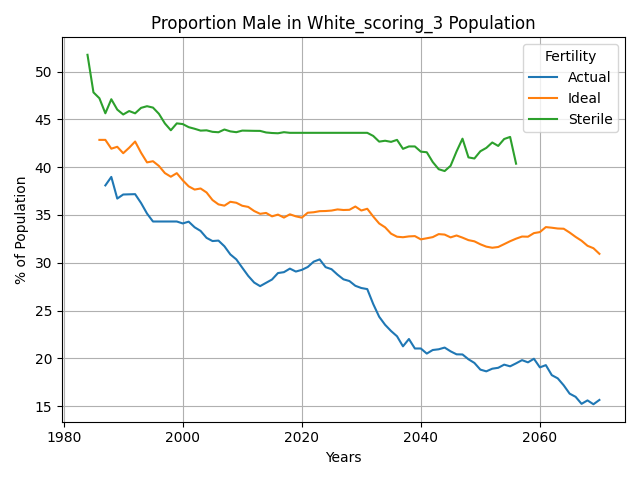 Proportion Male in White_scoring_3 Population
% of Population
50
45
40
35
30
25
20
15
1980
2000
2020
2040
2060
Years
Fertility
Actual
Ideal
Sterile